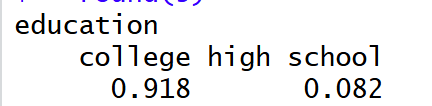 education
college high school
0.918 0.082